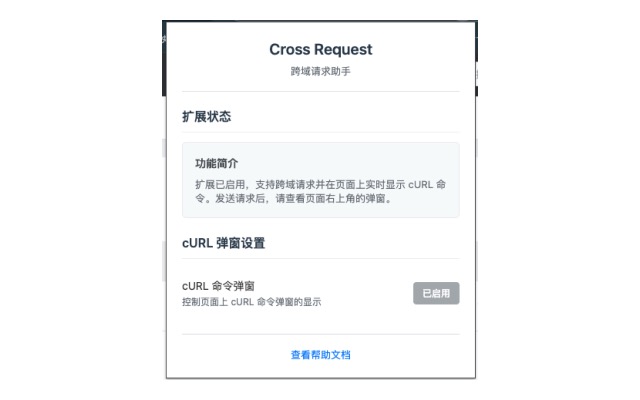 Cross Request
跨域请求助手
扩展状态
功能简介
扩展已启用，支持跨域请求并在页面上实时显示 cURL 命
令。发送请求后，请查看页面右上角的弹窗。
cURL 弹窗设置
cURL 命令弹窗
已启用
控制页面上 cURL 命令弹窗的显示
查看帮助文档